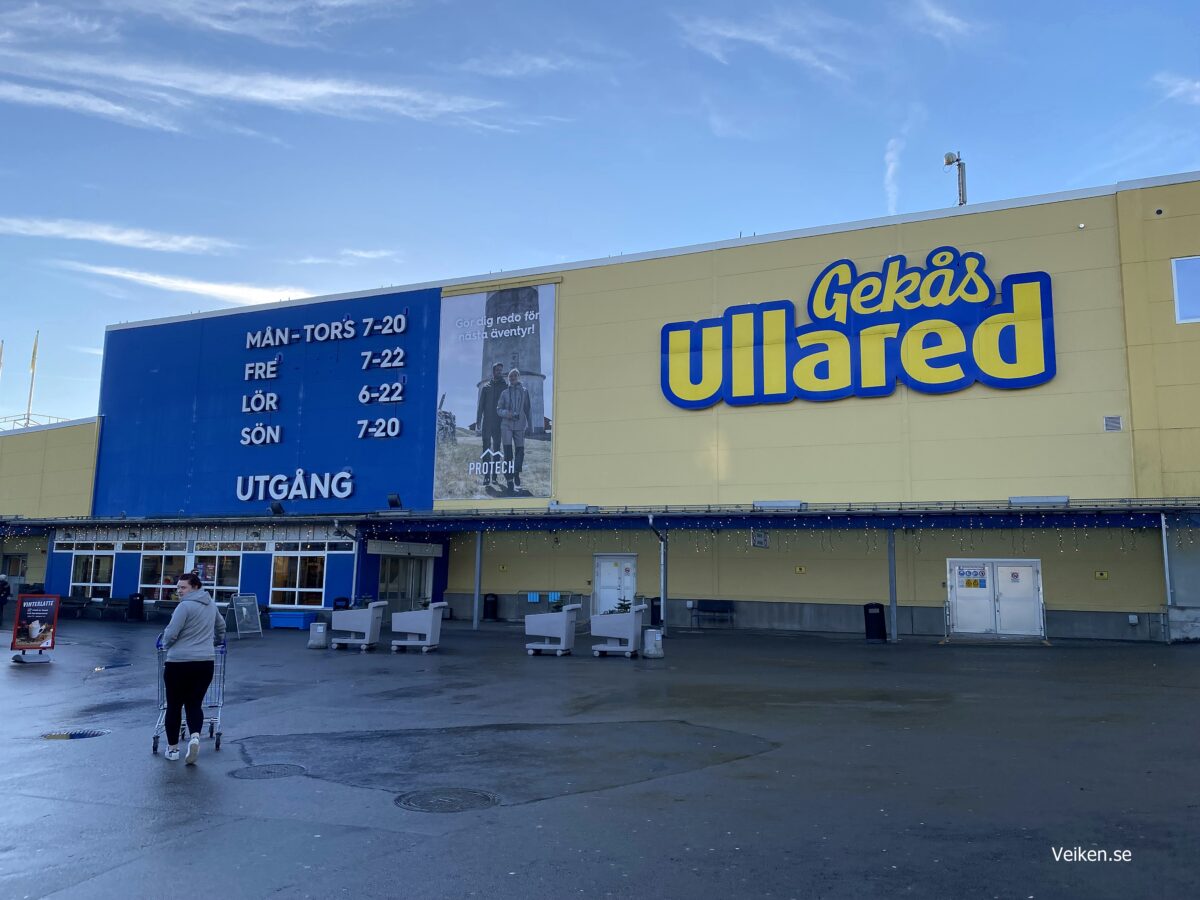 MÅN - TORS 7-20
FRE 7-22
LÖR 6-22
SÖN 7-20
UTGÅNG
Gör dig redo för
nästa äventyr!
PROTECH
Gekås
Ullared
VINTERLATTE
Veiken.se